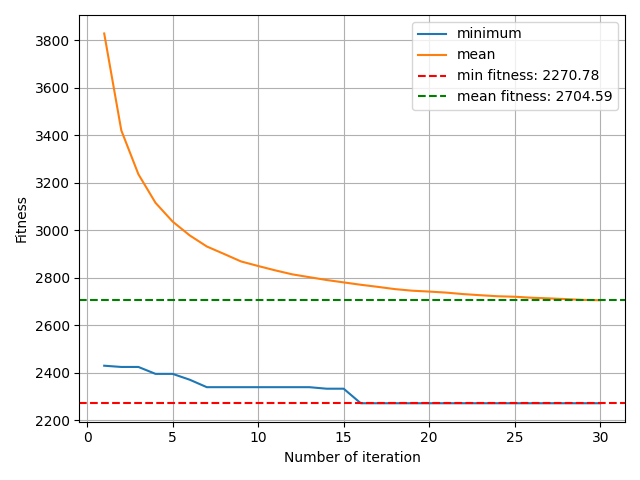 minimum
mean
min fitness: 2270.78
mean fitness: 2704.59
3800
3600
3400
3200
3000
2800
2600
2400
2200
Fitness
0 5 10 15 20 25 30
Number of iteration